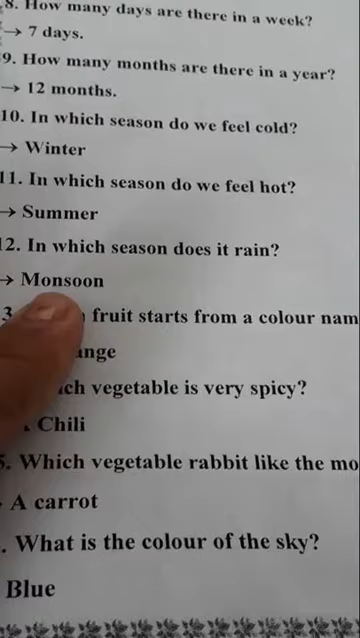 8. How many days are there in a week?
→ 7 days.
9. How many months are there in a year?
→ 12 months.
10. In which season do we feel cold?
→ Winter
11. In which season do we feel hot?
→ Summer
12. In which season does it rain?
→ Monsoon
3. fruit starts from a colour nam
ange
ch vegetable is very spicy?
Chili
5. Which vegetable rabbit like the mo
A carrot
. What is the colour of the sky?
Blue